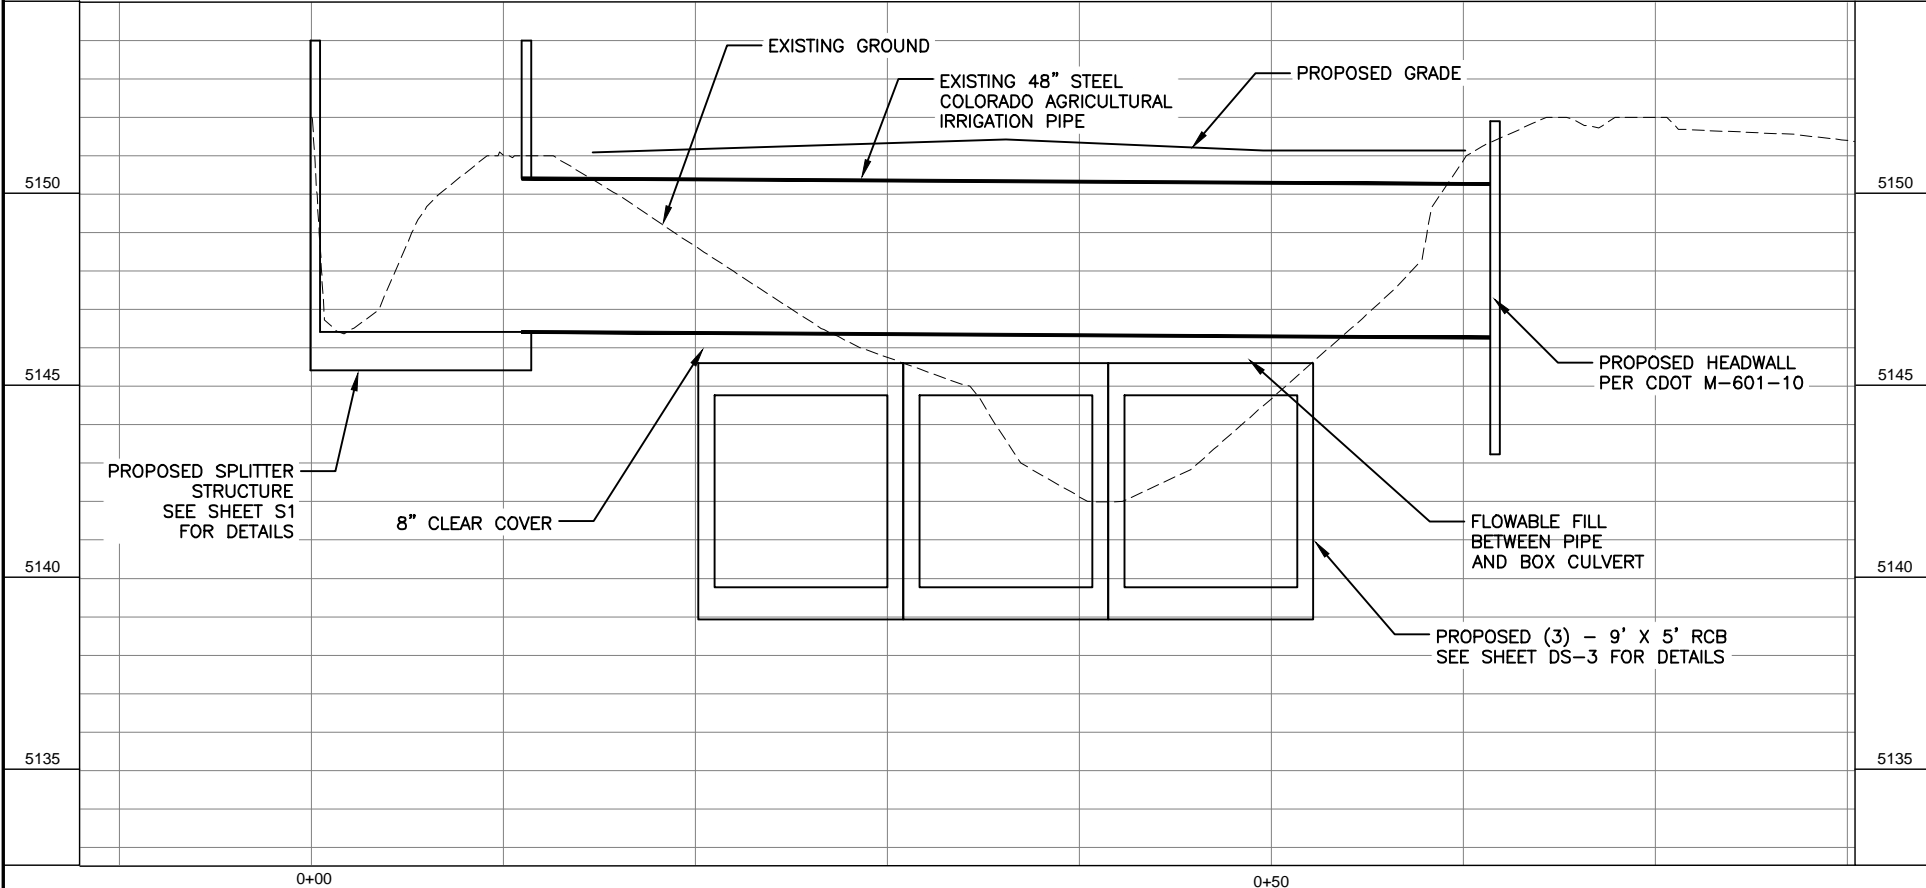 EXISTING GROUND
EXISTING 48" STEEL
COLORADO AGRICULTURAL
IRRIGATION PIPE
PROPOSED GRADE
5150
5150
5145
5145
PROPOSED HEADWALL
PER CDOT M-601-10
PROPOSED SPLITTER
STRUCTURE
SEE SHEET S1
FOR DETAILS
8" CLEAR COVER
FLOWABLE FILL
BETWEEN PIPE
AND BOX CULVERT
5140
5140
PROPOSED (3) - 9' X 5' RCB
SEE SHEET DS-3 FOR DETAILS
5135
5135
0+00
0+50